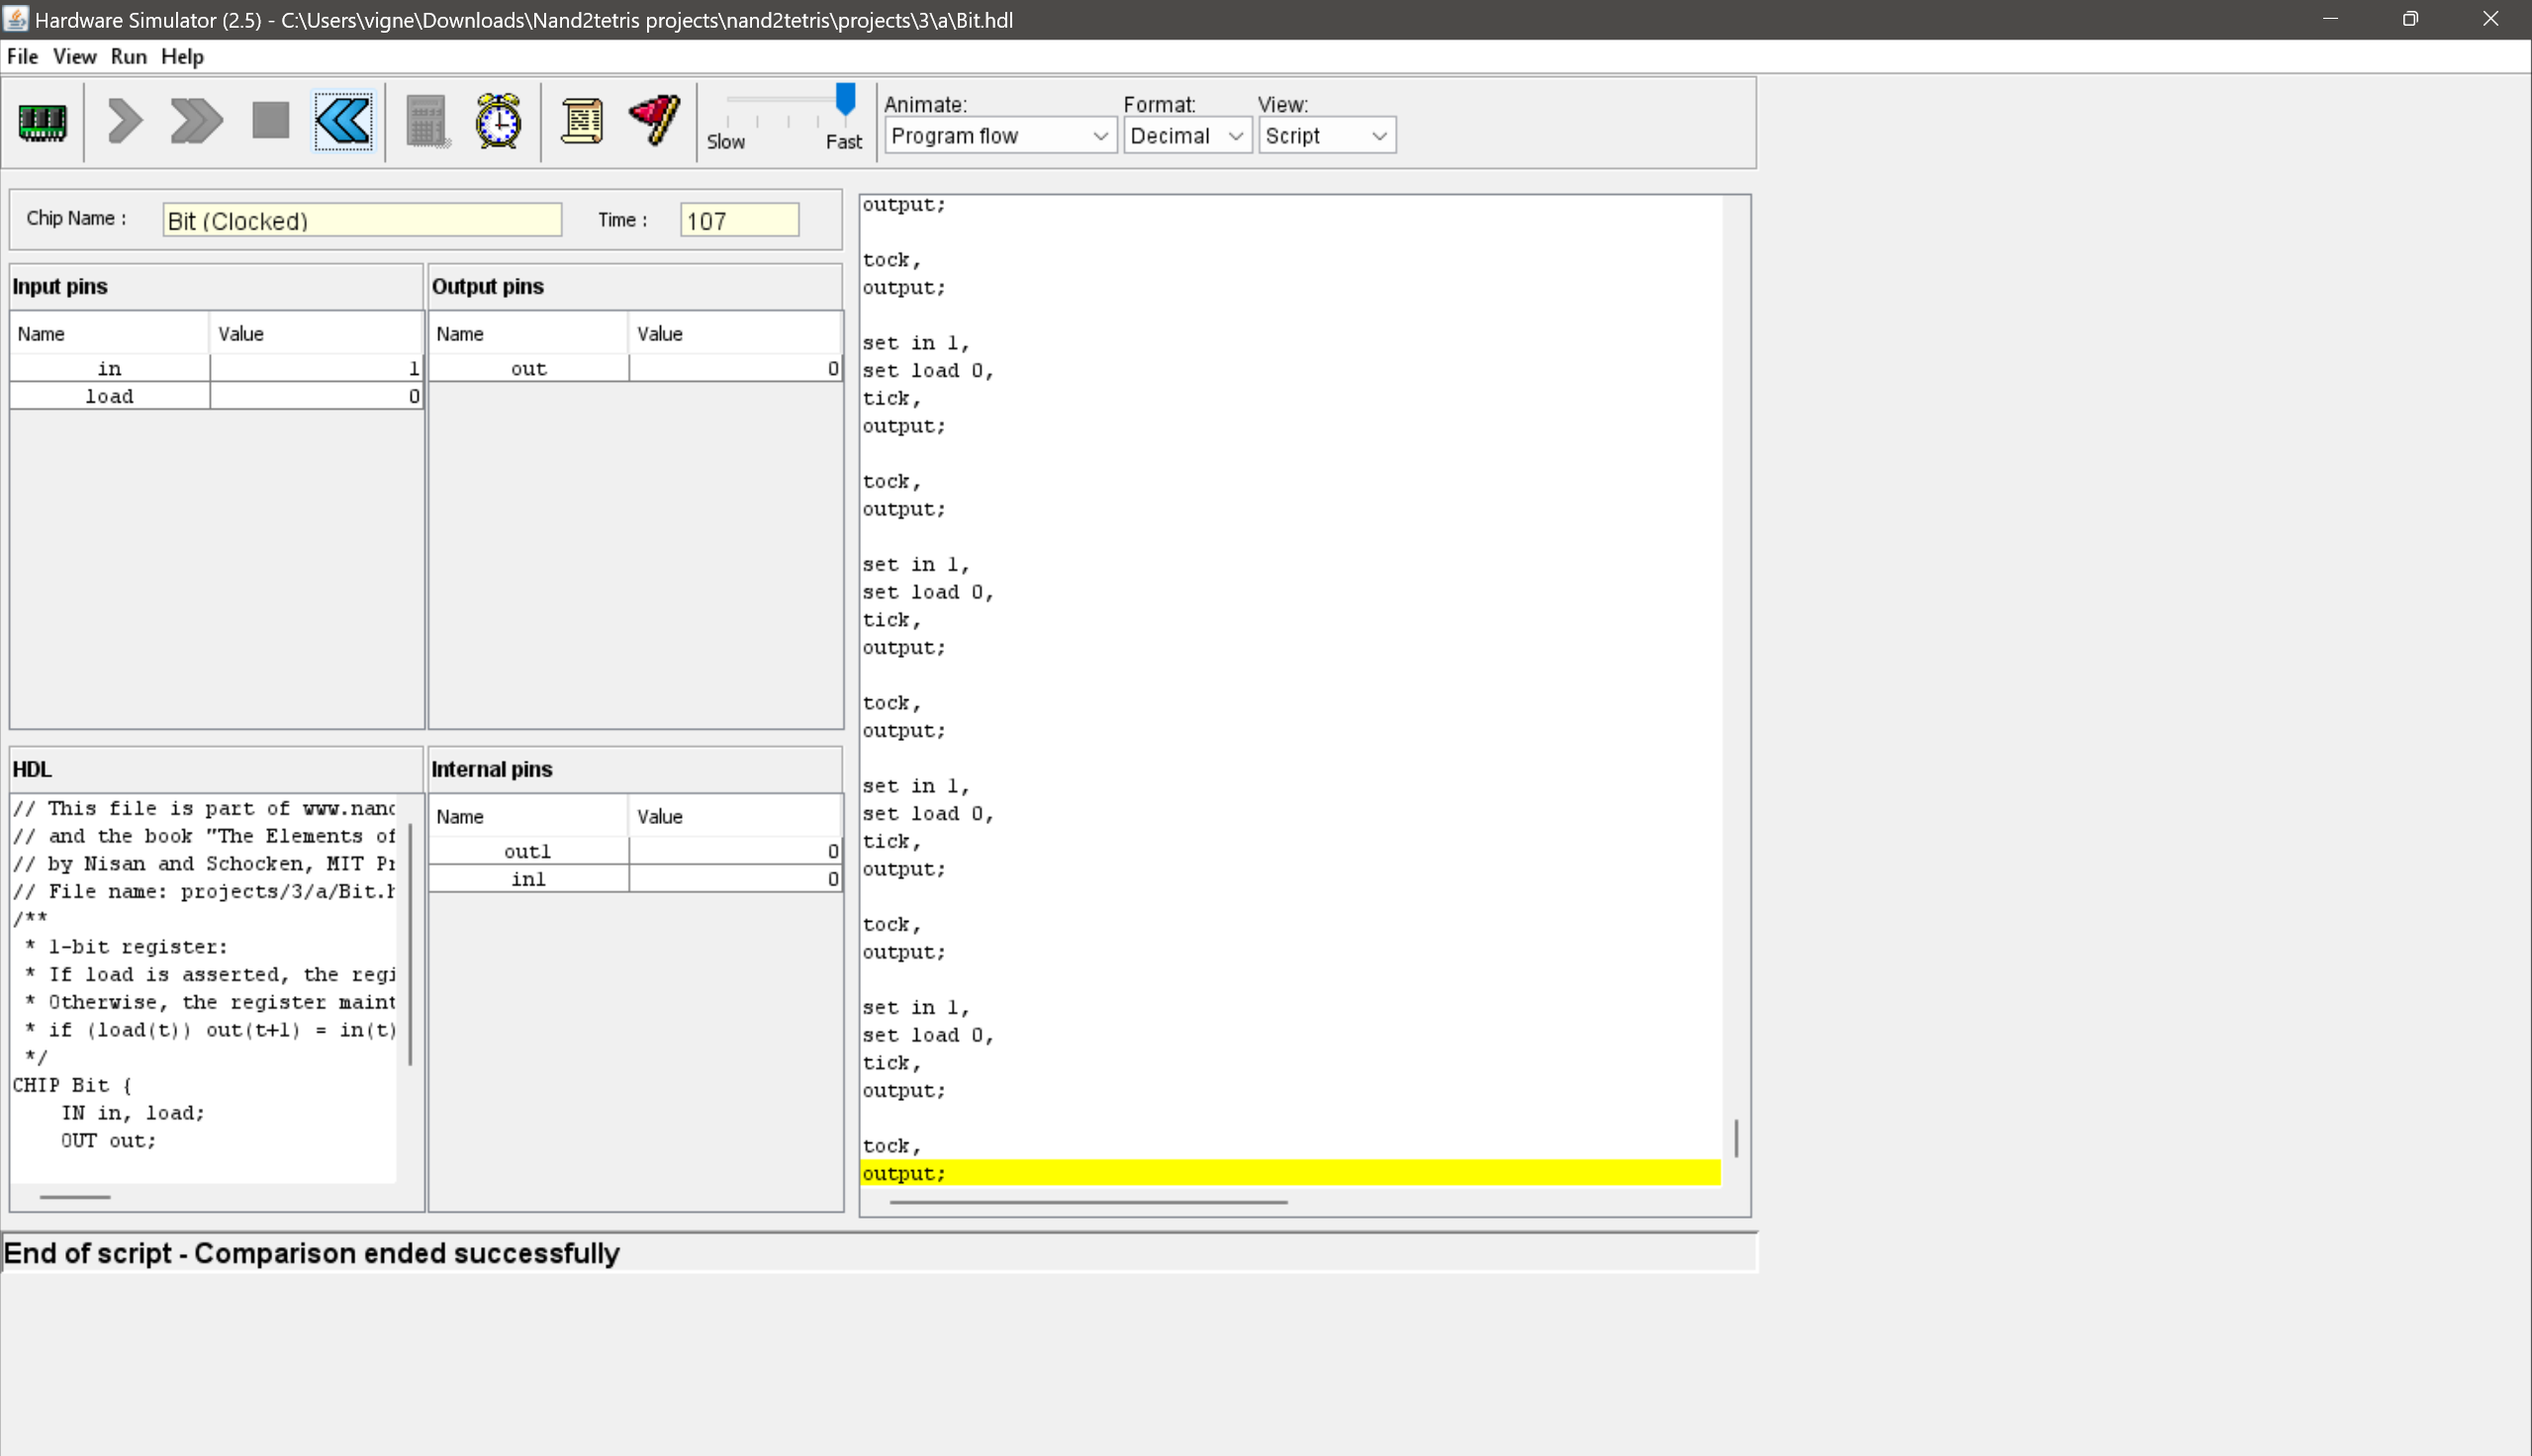 Hardware Simulator (2.5) - C:\Users\vigne\Downloads\Nand2tetris projects\nand2tetris\projects\3\a\Bit.hdl
File View Run Help
Slow Fast
Animate:
Program flow
Format:
Decimal
View:
Script
Chip Name :
Bit (Clocked)
Time :
107
Input pins
Name Value
in 1
load 0
Output pins
Name Value
out 0
HDL
// This file is part of www.nand
// and the book "The Elements of
// by Nisan and Schocken, MIT Pr
// File name: projects/3/a/Bit.h
/**
* 1-bit register:
* If load is asserted, the regi
* Otherwise, the register maint
* if (load(t)) out(t+1) = in(t)
*/
CHIP Bit {
IN in, load;
OUT out;
Internal pins
Name Value
out1 0
in1 0
output;
tock,
output;
set in 1,
set load 0,
tick,
output;
tock,
output;
set in 1,
set load 0,
tick,
output;
tock,
output;
set in 1,
set load 0,
tick,
output;
tock,
output;
set in 1,
set load 0,
tick,
output;
tock,
output;
End of script - Comparison ended successfully